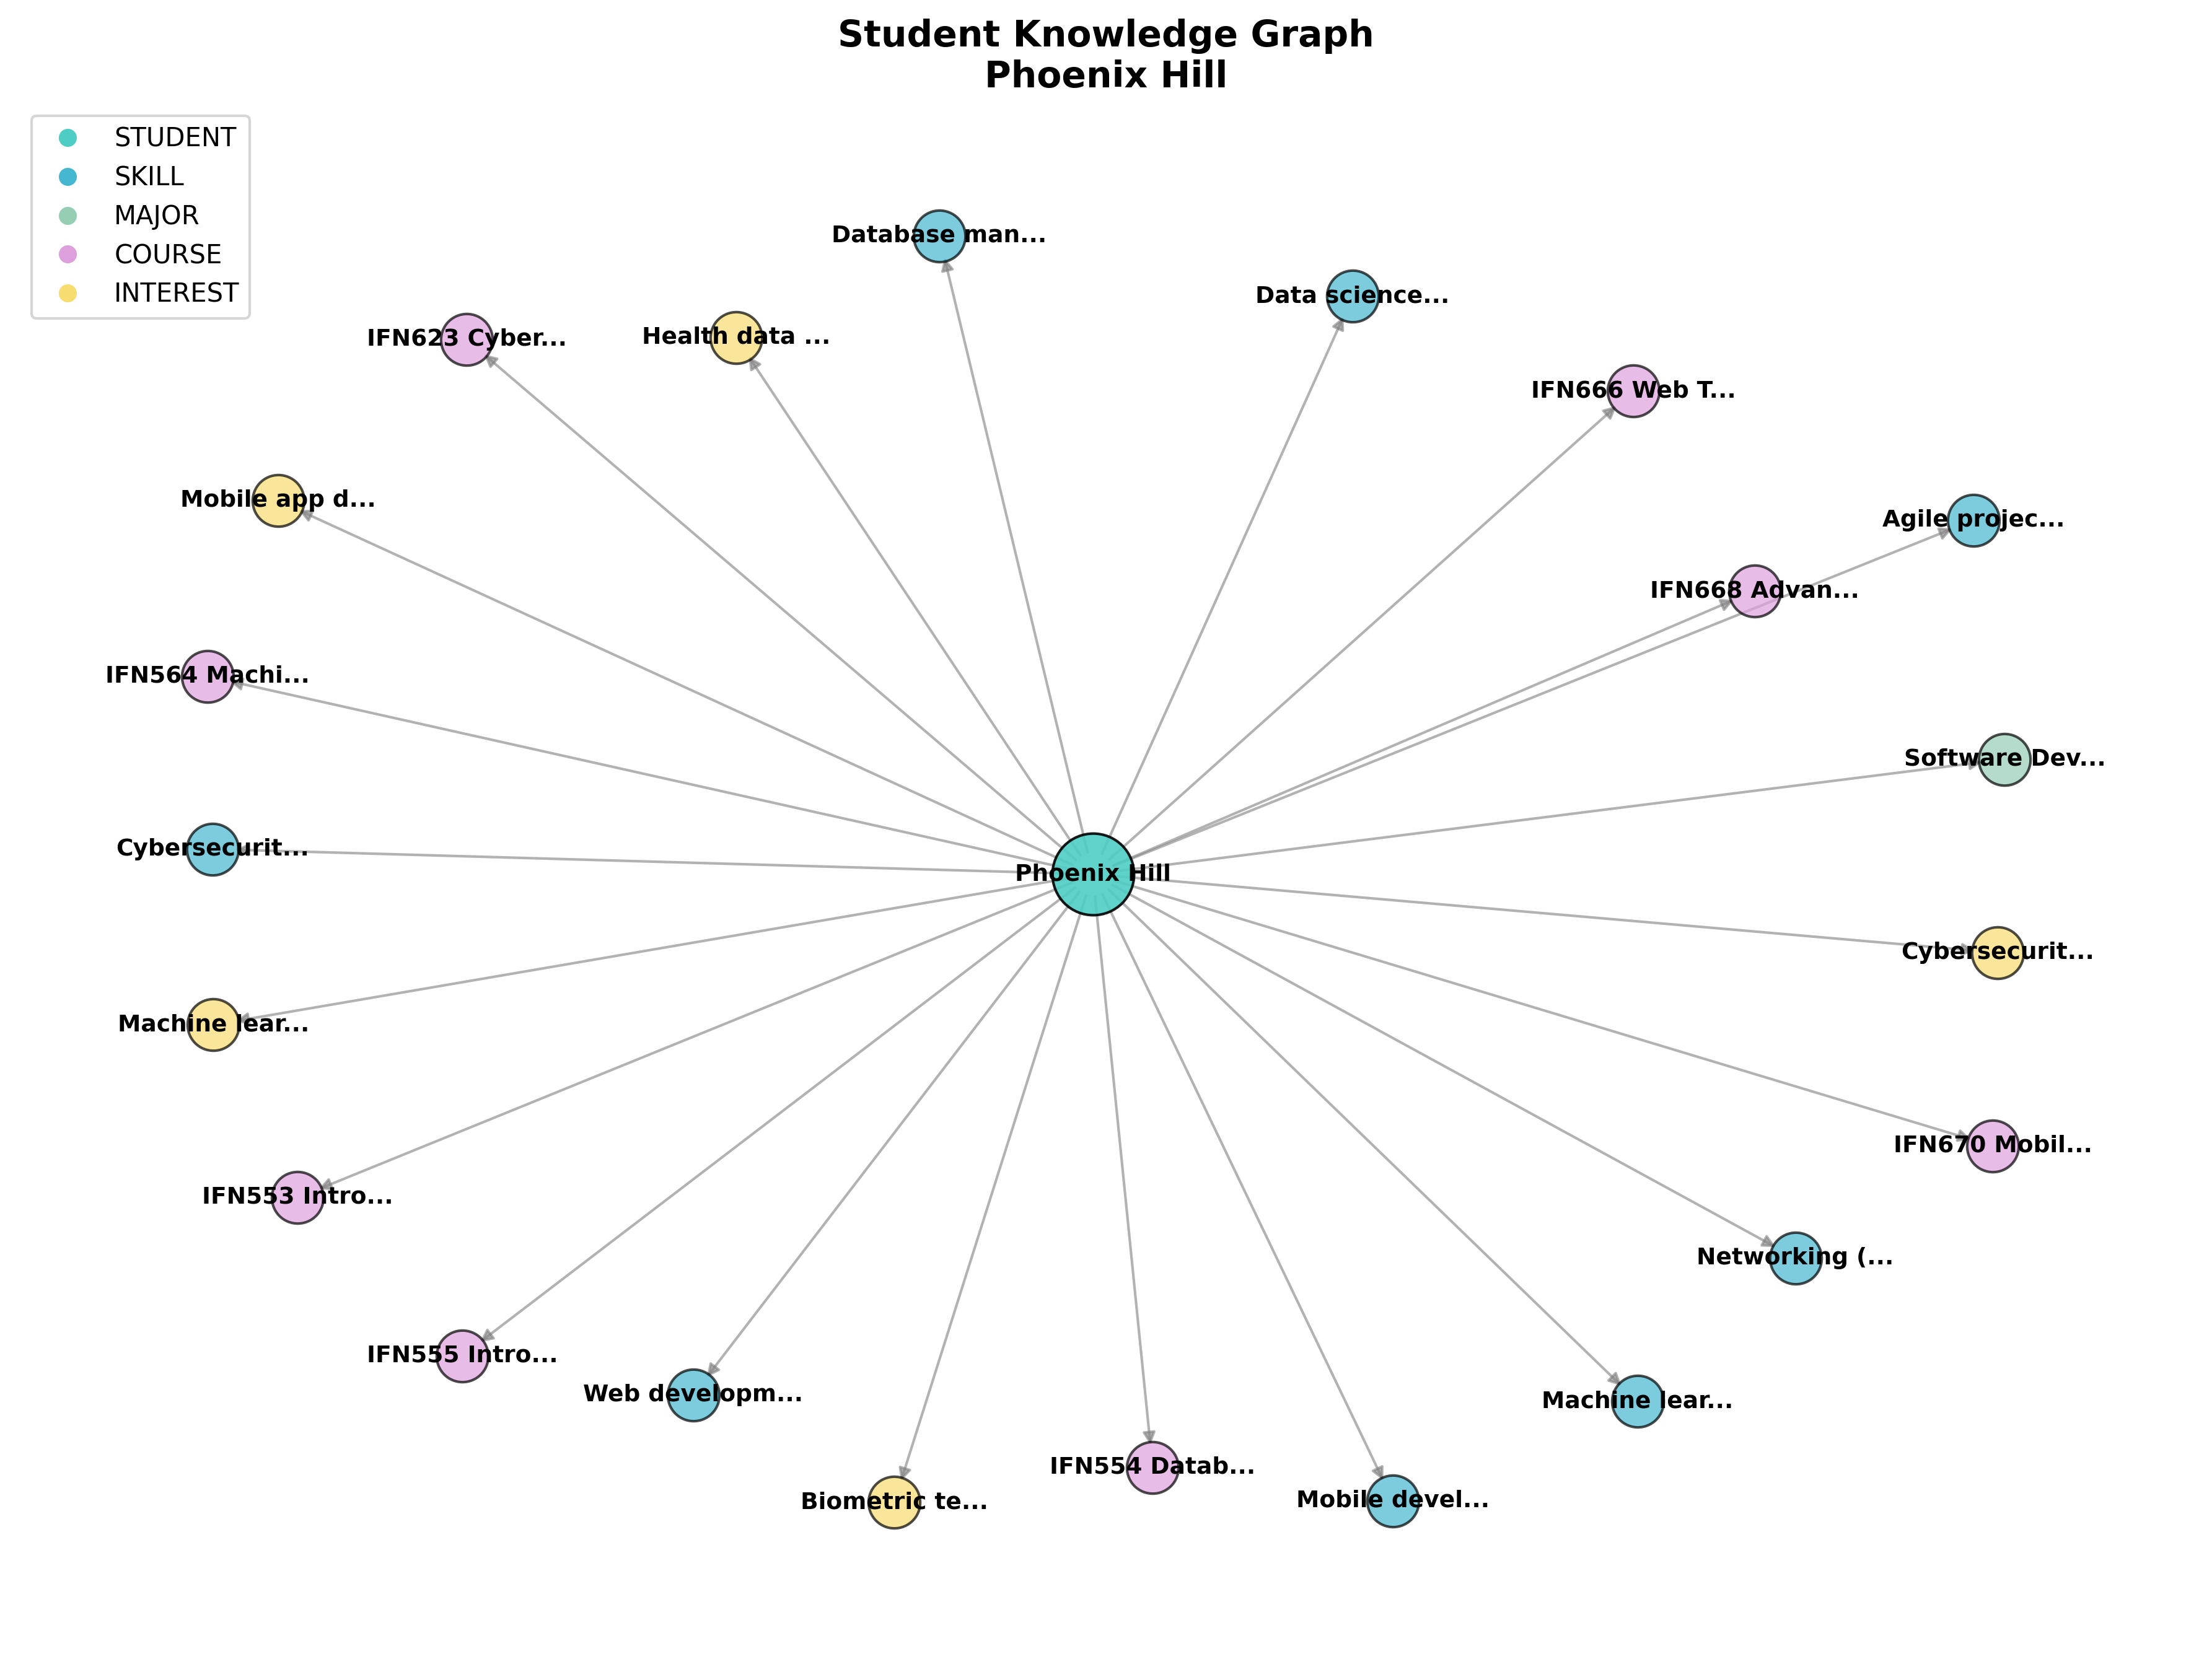 Student Knowledge Graph
Phoenix Hill
STUDENT
SKILL
MAJOR
COURSE
INTEREST
Database man...
Data science...
IFN623 Cyber...
Health data ...
IFN666 Web T...
Mobile app d...
Agile projec...
IFN668 Advan...
IFN564 Machi...
Software Dev...
Cybersecurit...
Phoenix Hill
Cybersecurit...
Machine lear...
IFN670 Mobil...
IFN553 Intro...
Networking (...
IFN555 Intro...
Web developm...
Machine lear...
IFN554 Datab...
Biometric te...
Mobile devel...